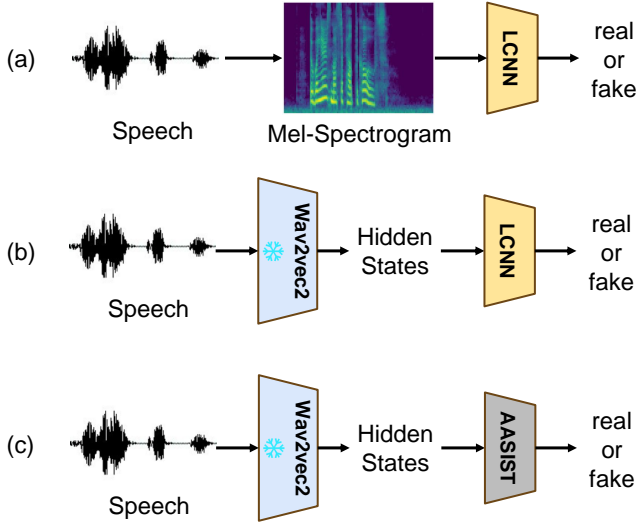 (a)
Speech
Mel-Spectrogram
LCNN
real
or
fake
(b)
Speech
Wav2vec2
Hidden
States
LCNN
real
or
fake
(c)
Speech
Wav2vec2
Hidden
States
AASIST
real
or
fake